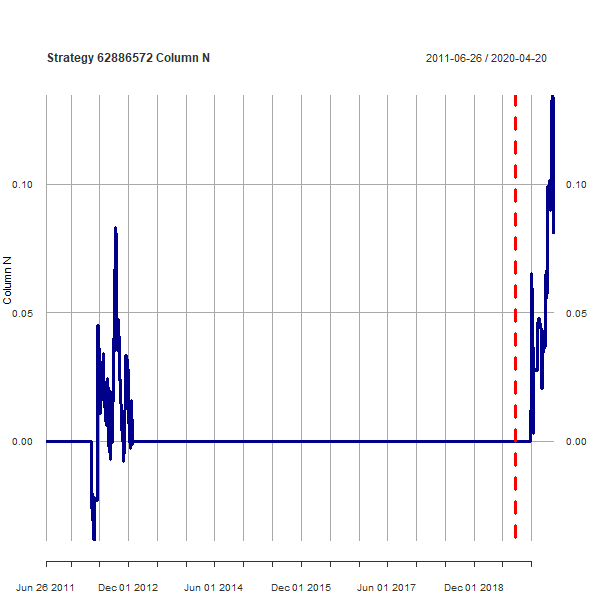 Strategy 62886572 Column N
2011-06-26 / 2020-04-20
0.10
0.10
Column N
0.05
0.05
0.00
0.00
Jun 26 2011
Dec 01 2012
Jun 01 2014
Dec 01 2015
Jun 01 2017
Dec 01 2018